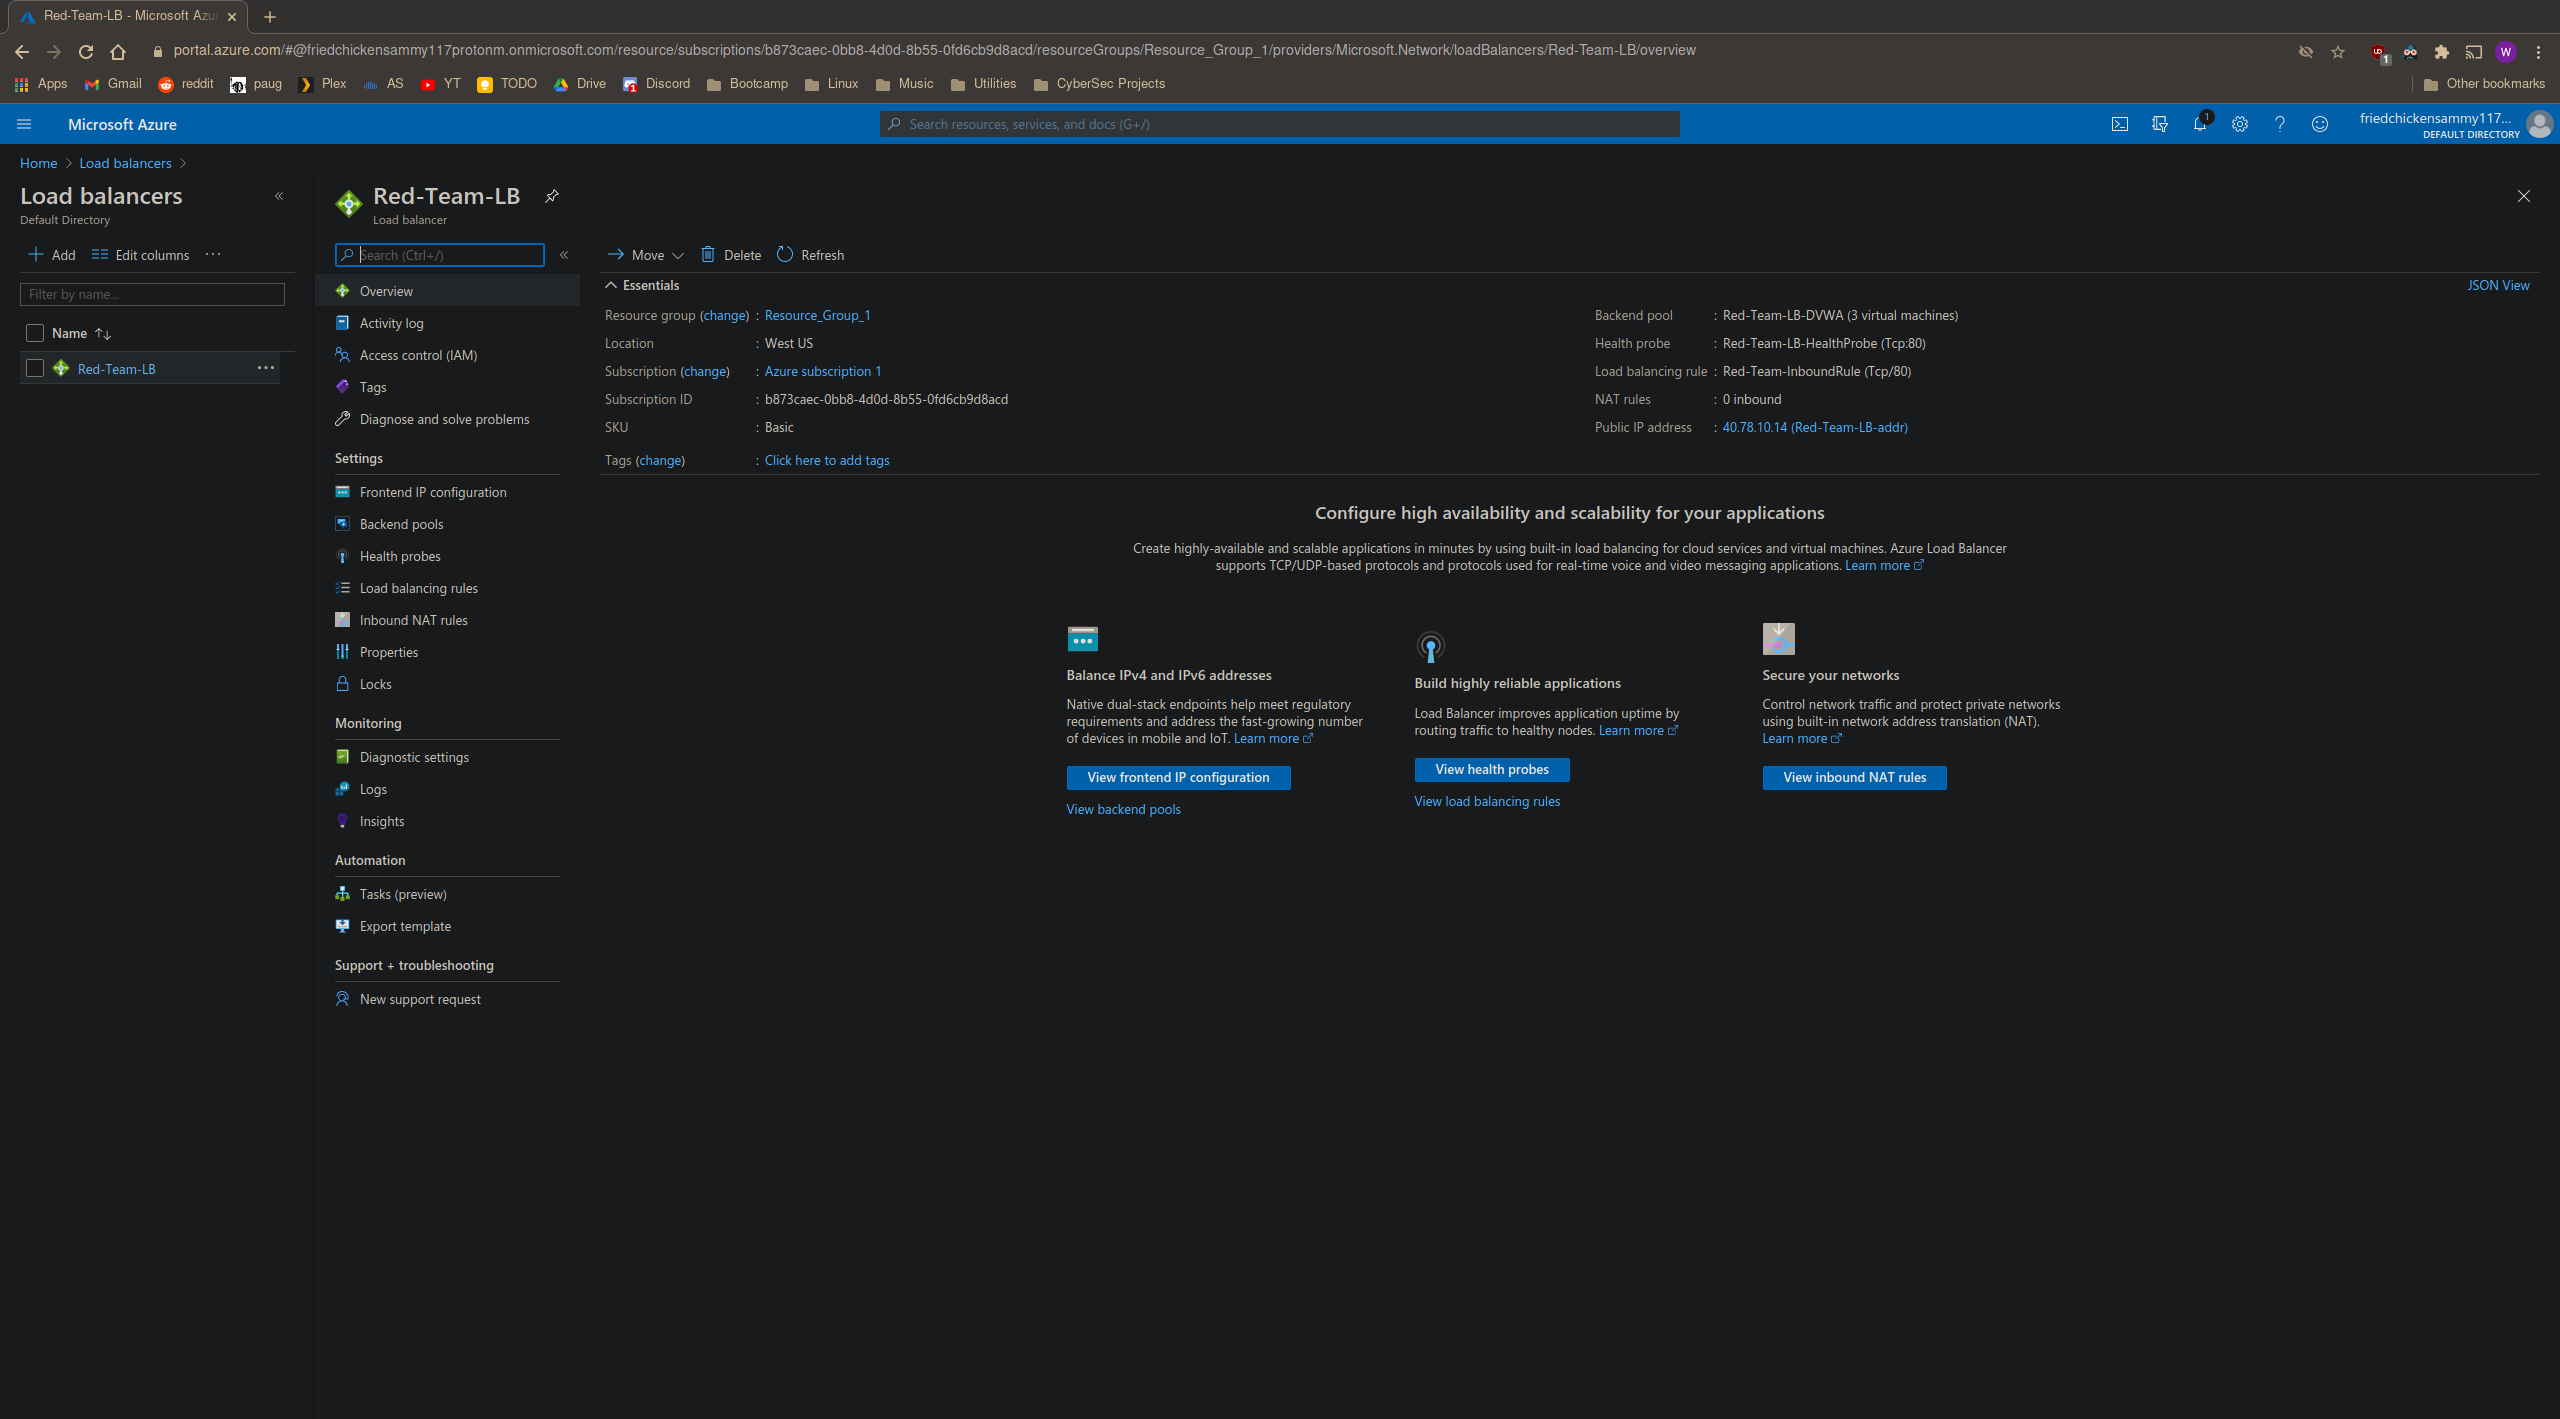 Red-Team-LB - Microsoft Azu
portal.azure.com/#@friedchickensammy117protonm.onmicrosoft.com/resource/subscriptions/b873caec-0bb8-4d0d-8b55-0fd6cb9d8acd/resourceGroups/Resource_Group_1/providers/Microsoft.Network/loadBalancers/Red-Team-LB/overview
1
W
Apps
Gmail
reddit
paug
Plex
AS
YT
TODO
Drive
Discord
Bootcamp
Linux
Music
Utilities
CyberSec Projects
Other bookmarks
Microsoft Azure
Search resources, services, and docs (G+/)
1
friedchickensammy117...
DEFAULT DIRECTORY
Home > Load balancers >
Load balancers
Default Directory
Add
Edit columns
Filter by name...
Name
Red-Team-LB
Red-Team-LB
Load balancer
Search (Ctrl+/)
Overview
Activity log
Access control (IAM)
Tags
Diagnose and solve problems
Settings
Frontend IP configuration
Backend pools
Health probes
Load balancing rules
Inbound NAT rules
Properties
Locks
Monitoring
Diagnostic settings
Logs
Insights
Automation
Tasks (preview)
Export template
Support + troubleshooting
New support request
Move
Delete
Refresh
Essentials
JSON View
Resource group (change) : Resource_Group_1
Location : West US
Subscription (change) : Azure subscription 1
Subscription ID : b873caec-0bb8-4d0d-8b55-0fd6cb9d8acd
SKU : Basic
Tags (change) : Click here to add tags
Backend pool : Red-Team-LB-DVWA (3 virtual machines)
Health probe : Red-Team-LB-HealthProbe (Tcp:80)
Load balancing rule : Red-Team-InboundRule (Tcp/80)
NAT rules : 0 inbound
Public IP address : 40.78.10.14 (Red-Team-LB-addr)
Configure high availability and scalability for your applications
Create highly-available and scalable applications in minutes by using built-in load balancing for cloud services and virtual machines. Azure Load Balancer
supports TCP/UDP-based protocols and protocols used for real-time voice and video messaging applications. Learn more
Balance IPv4 and IPv6 addresses
Native dual-stack endpoints help meet regulatory
requirements and address the fast-growing number
of devices in mobile and IoT. Learn more
View frontend IP configuration
View backend pools
Build highly reliable applications
Load Balancer improves application uptime by
routing traffic to healthy nodes. Learn more
View health probes
View load balancing rules
Secure your networks
Control network traffic and protect private networks
using built-in network address translation (NAT).
Learn more
View inbound NAT rules